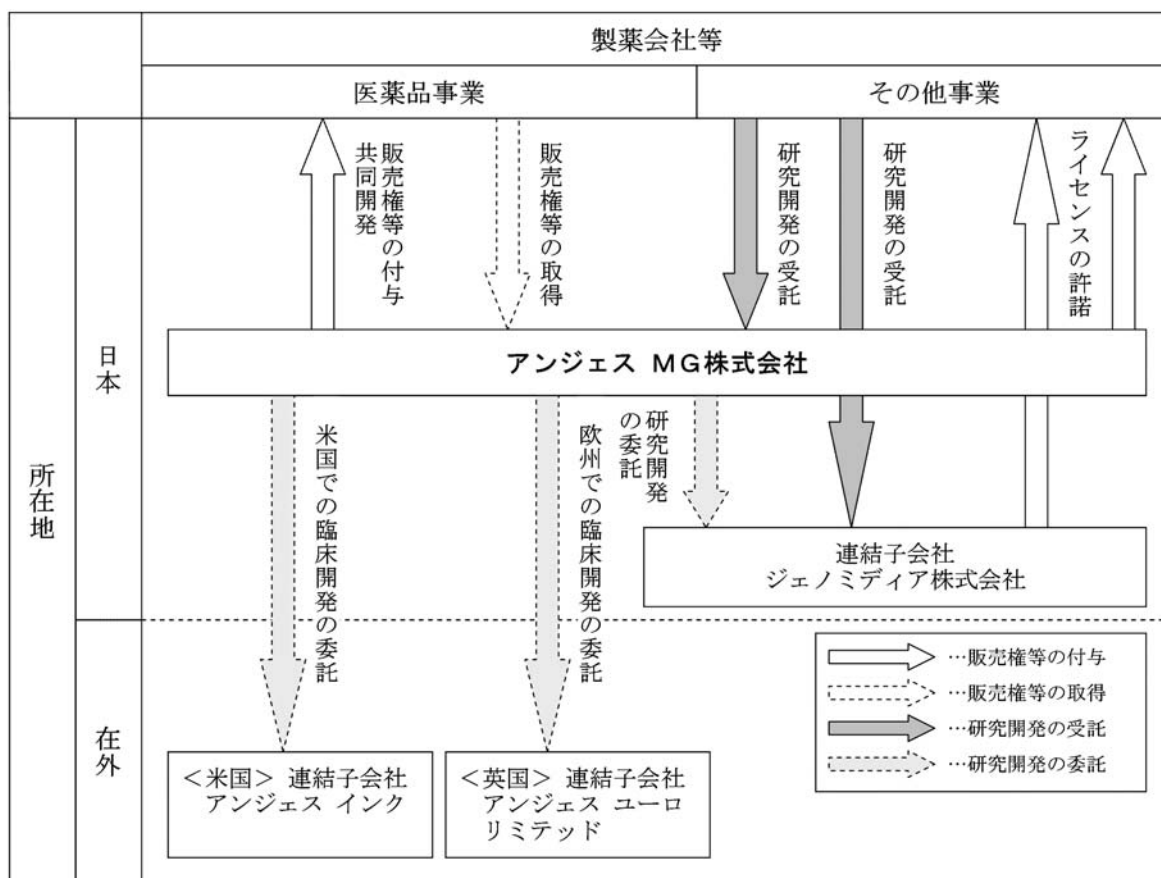 製薬会社等
医薬品事業
その他事業
所在地
日本
在外
販売権等の付与
共同開発
販売権等の取得
研究開発の受託
研究開発の受託
ライセンスの許諾
アンジェス MG株式会社
米国での臨床開発の委託
欧州での臨床開発の委託
研究開発
の委託
連結子会社
ジェノミディア株式会社
…販売権等の付与
…販売権等の取得
…研究開発の受託
…研究開発の委託
<米国> 連結子会社
アンジェス インク
<英国> 連結子会社
アンジェス ユーロ
リミテッド